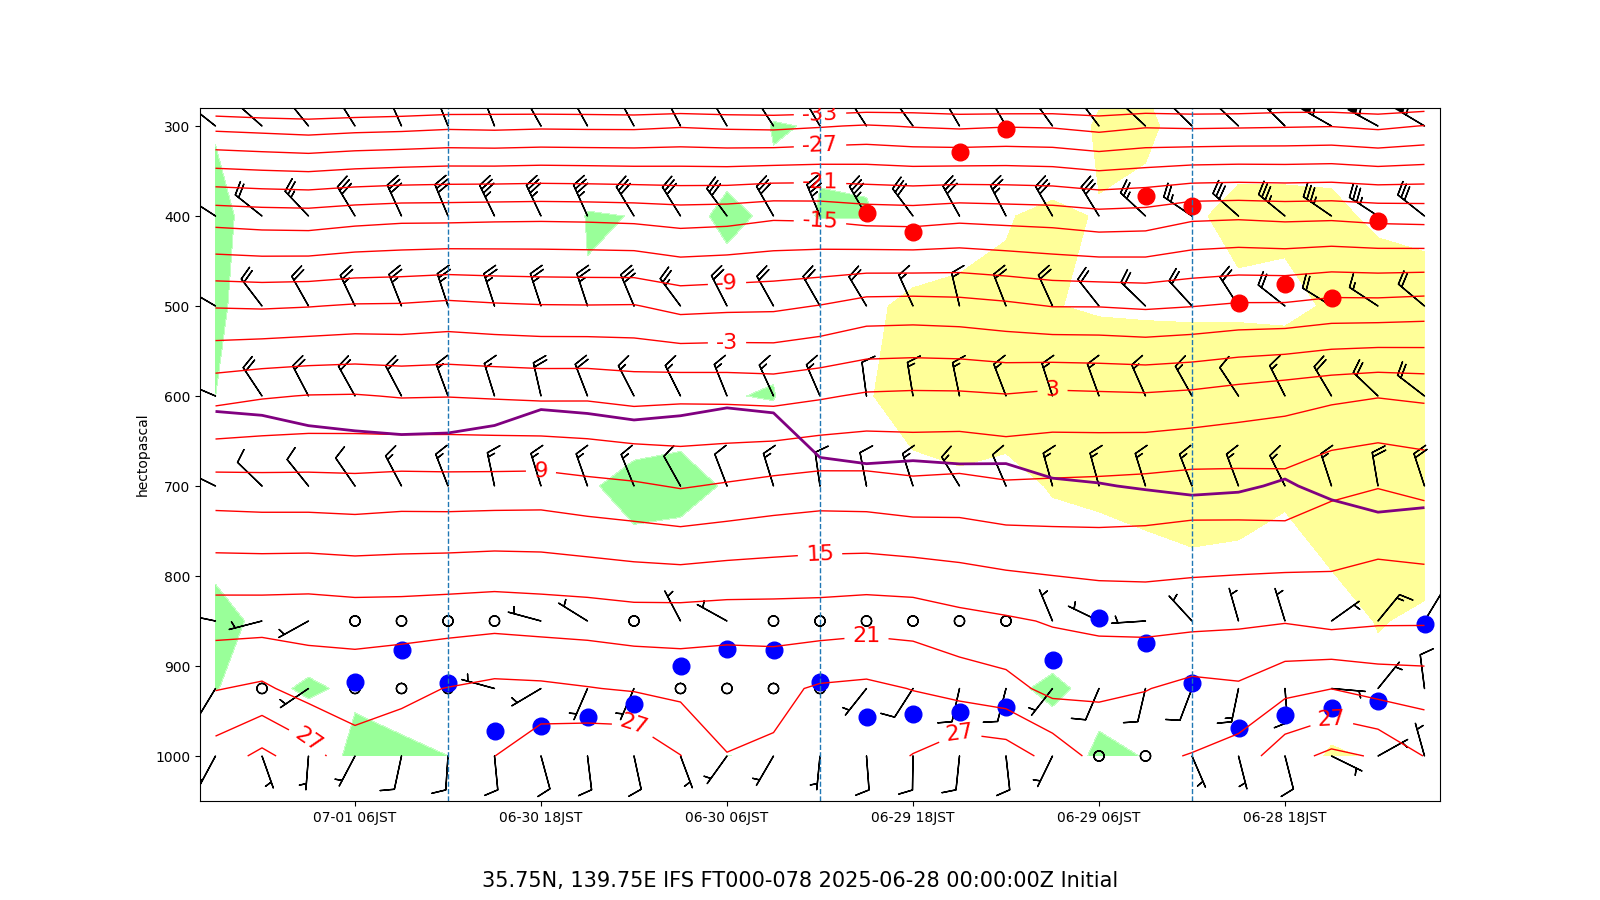 300
400
500
600
700
800
900
1000
hectopascal
-33
-27
-21
-15
-9
-3
3
9
15
21
27
27
27
27
07-01 06JST
06-30 18JST
06-30 06JST
06-29 18JST
06-29 06JST
06-28 18JST
35.75N, 139.75E IFS FT000-078 2025-06-28 00:00:00Z Initial